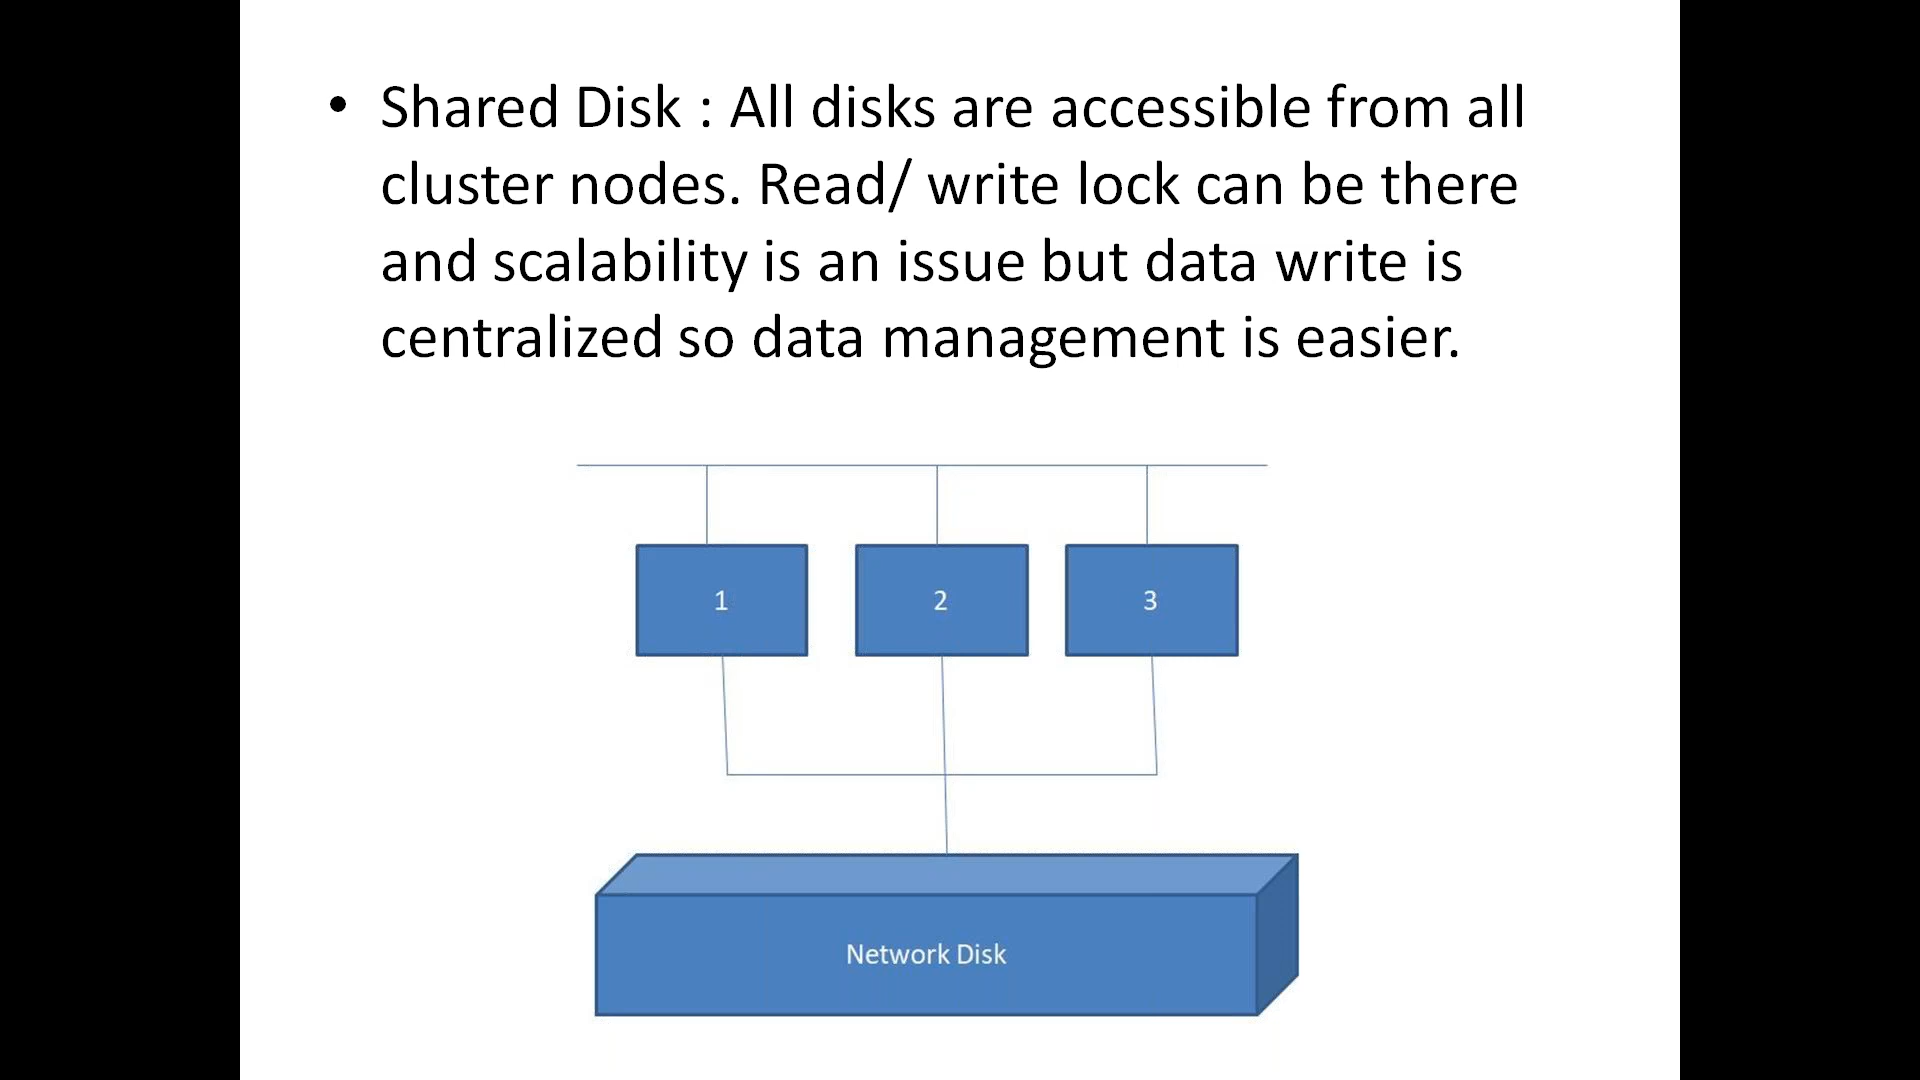 • Shared Disk : All disks are accessible from all
cluster nodes. Read/ write lock can be there
and scalability is an issue but data write is
centralized so data management is easier.
1
2
3
Network Disk